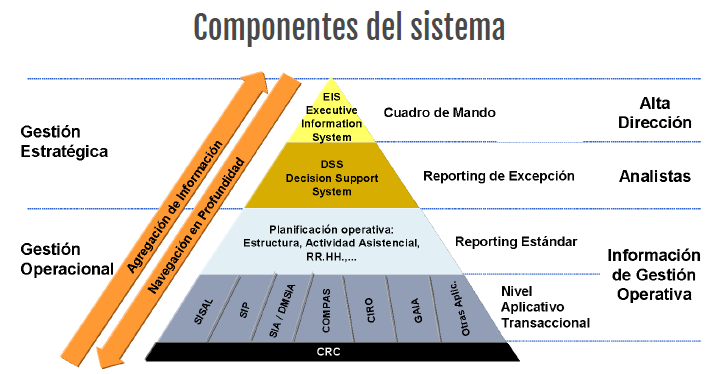 Componentes del sistema
Gestión
Estratégica
Gestión
Operacional
Agregación de Información
Navegación en Profundidad
EIS
Executive
Information
System
DSS
Decision Support
System
Planificación operativa:
Estructura, Actividad Asistencial,
RR.HH.,...
SISAL
SIP
SIA / DMSIA
COMPAS
CIRO
GAIA
Otras Aplic.
CRC
Cuadro de Mando
Reporting de Excepción
Reporting Estándar
Nivel
Aplicativo
Transaccional
Alta
Dirección
Analistas
Información
de Gestión
Operativa